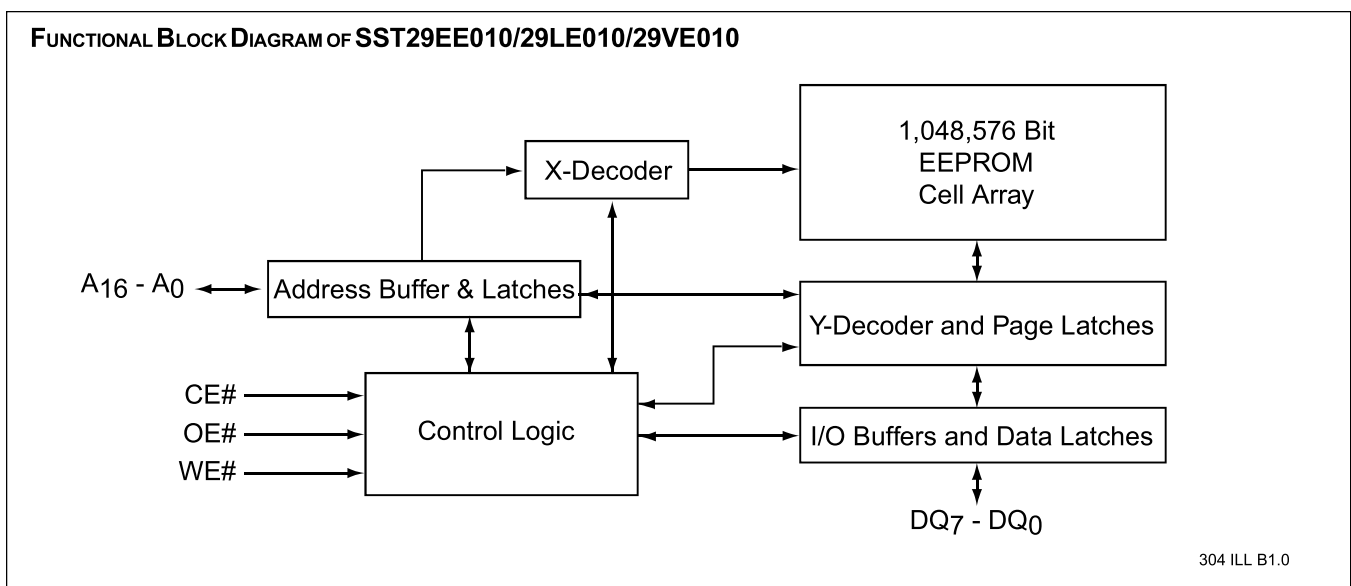 FUNCTIONAL BLOCK DIAGRAM OF SST29EE010/29LE010/29VE010
1,048,576 Bit
EEPROM
Cell Array
X-Decoder
A16 - A0
Address Buffer & Latches
Y-Decoder and Page Latches
CE#
OE#
WE#
Control Logic
I/O Buffers and Data Latches
DQ7 - DQ0
304 ILL B1.0